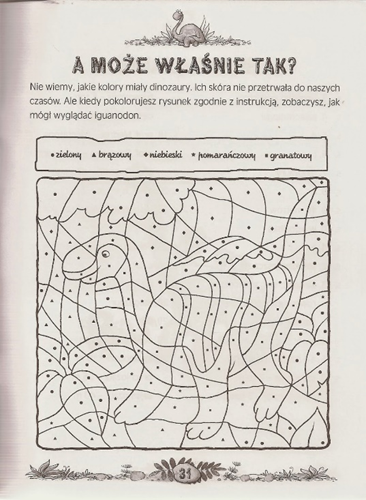 A MOŻE WŁAŚNIE TAK?
Nie wiemy, jakie kolory miały dinozaury. Ich skóra nie przetrwała do naszych
czasów. Ale kiedy pokolorujesz rysunek zgodnie z instrukcją, zobaczysz, jak
mógł wyglądać iguanodon.
• zielony ▲ brązowy ♦ niebieski ★ pomarańczowy ● granatowy
31